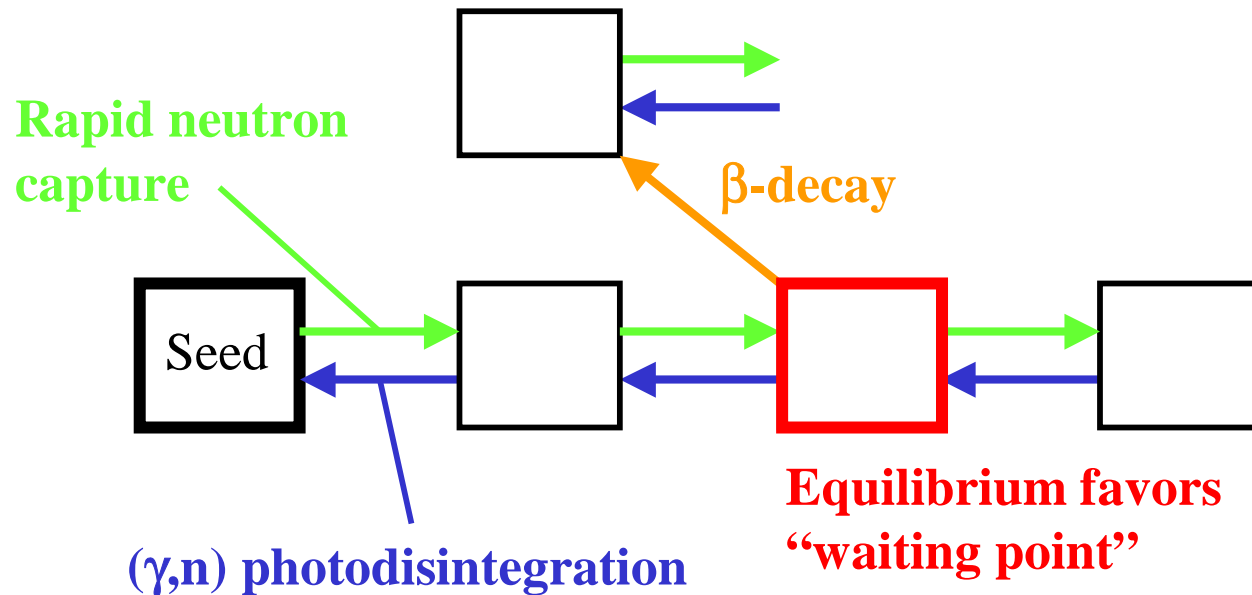 Rapid neutron
capture
β-decay
Seed
Equilibrium favors
“waiting point”
(γ,n) photodisintegration